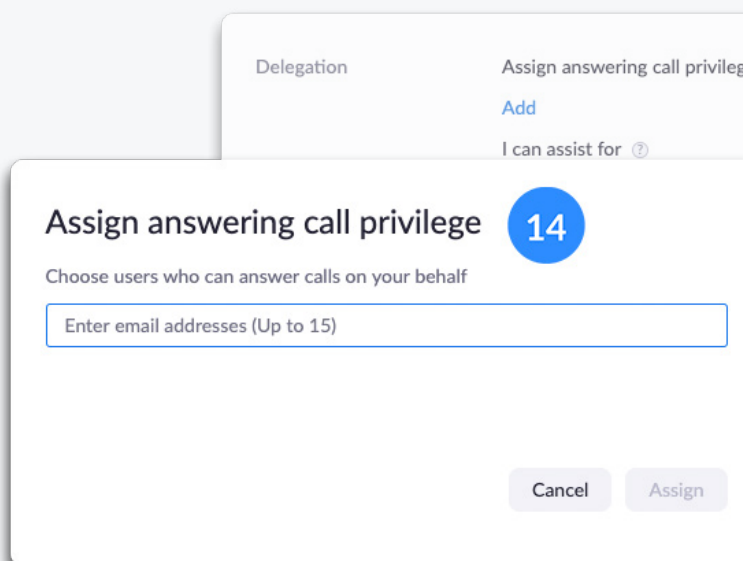 Delegation
Assign answering call
Add
I can assist for ?
Assign answering call privilege
14
Choose users who can answer calls on your behalf
Enter email addresses (Up to 15)
Cancel
Assign